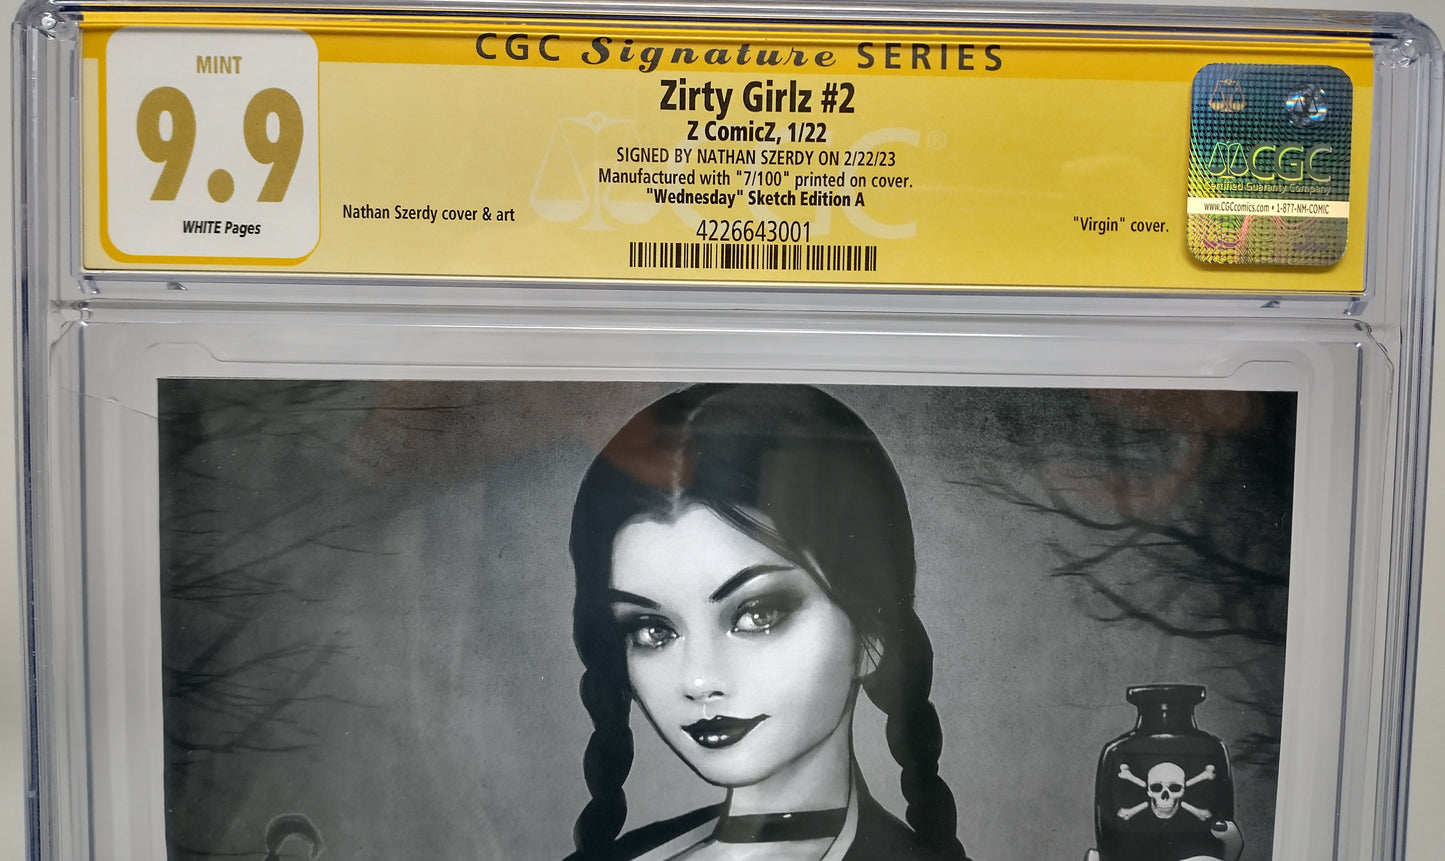 CGC Signature SERIES
MINT
9.9
WHITE Pages
Zirty Girlz #2
Z ComicZ, 1/22
SIGNED BY NATHAN SZERDY ON 2/22/23
Manufactured with "7/100" printed on cover.
"Wednesday" Sketch Edition A
Nathan Szerdy cover & art
4226643001
"Virgin" cover.
CGC
CGC®
Certified Guaranty Company
www.CGCcomics.com • 1-877-NM-COMIC